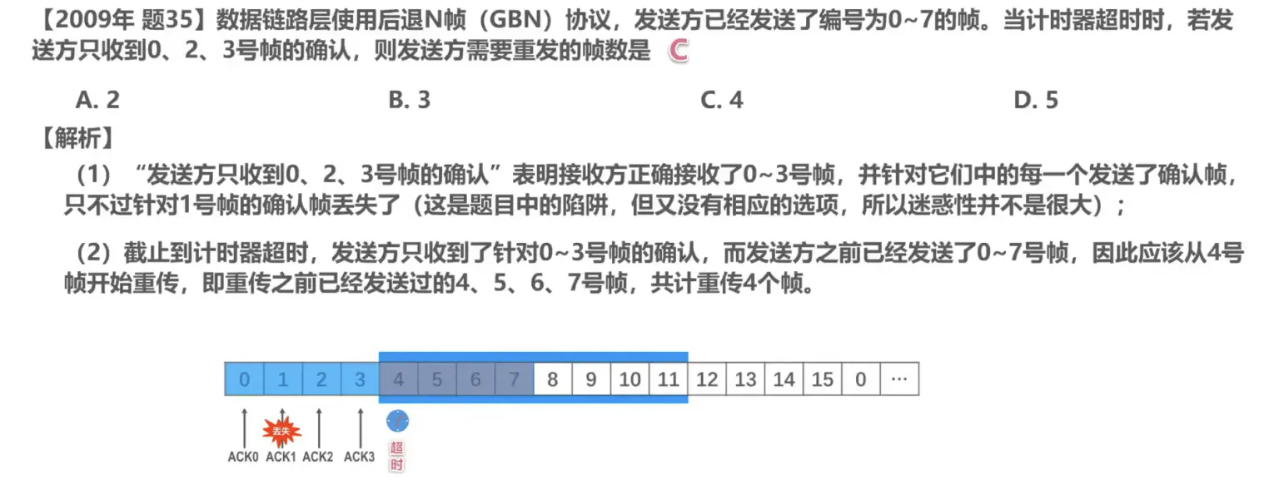 【2009年 题35】数据链路层使用后退N帧（GBN）协议，发送方已经发送了编号为0~7的帧。当计时器超时时，若发
送方只收到0、2、3号帧的确认，则发送方需要重发的帧数是 C
A. 2 B. 3 C. 4 D. 5
【解析】
（1）“发送方只收到0、2、3号帧的确认”表明接收方正确接收了0~3号帧，并针对它们中的每一个发送了确认帧，
只不过针对1号帧的确认帧丢失了（这是题目中的陷阱，但又没有相应的选项，所以迷惑性并不是很大）；
（2）截止到计时器超时，发送方只收到了针对0~3号帧的确认，而发送方之前已经发送了0~7号帧，因此应该从4号
帧开始重传，即重传之前已经发送过的4、5、6、7号帧，共计重传4个帧。
0 1 2 3 4 5 6 7 8 9 10 11 12 13 14 15 0 ...
丢失
ACK0 ACK1 ACK2 ACK3
超
时